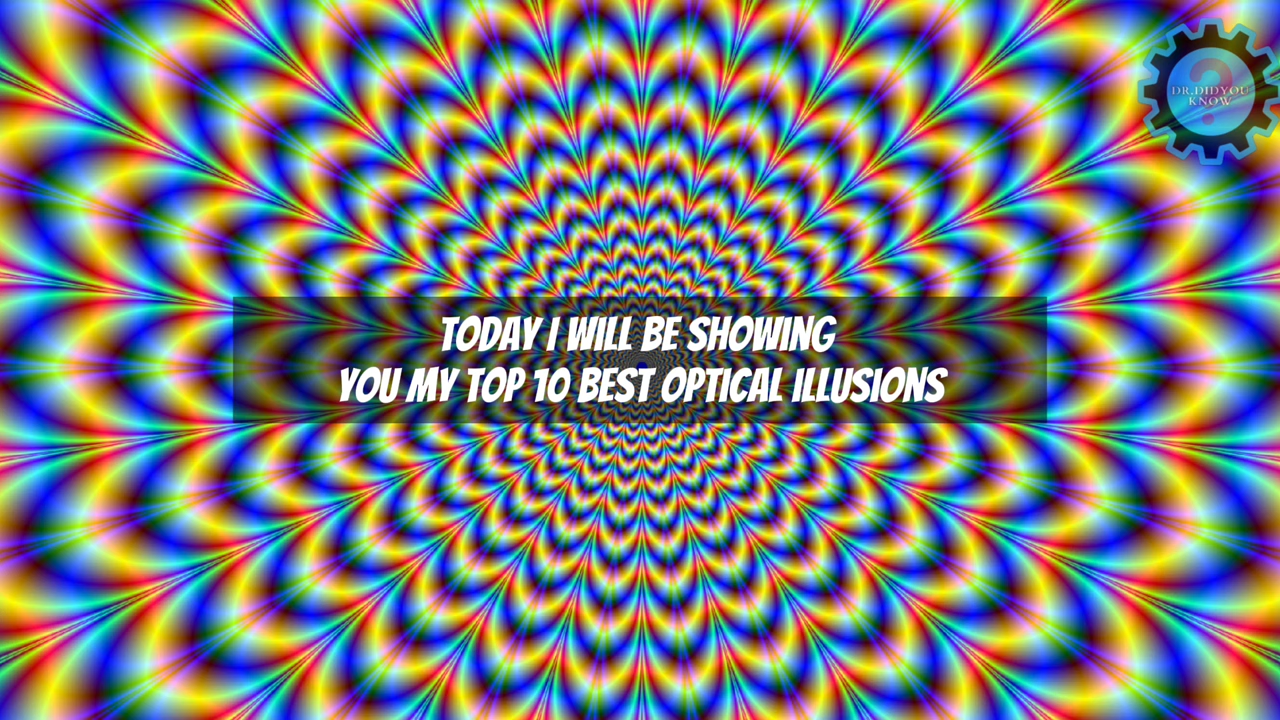 ?
DR.DIDYOU
KNOW
TODAY I WILL BE SHOWING
YOU MY TOP 10 BEST OPTICAL ILLUSIONS